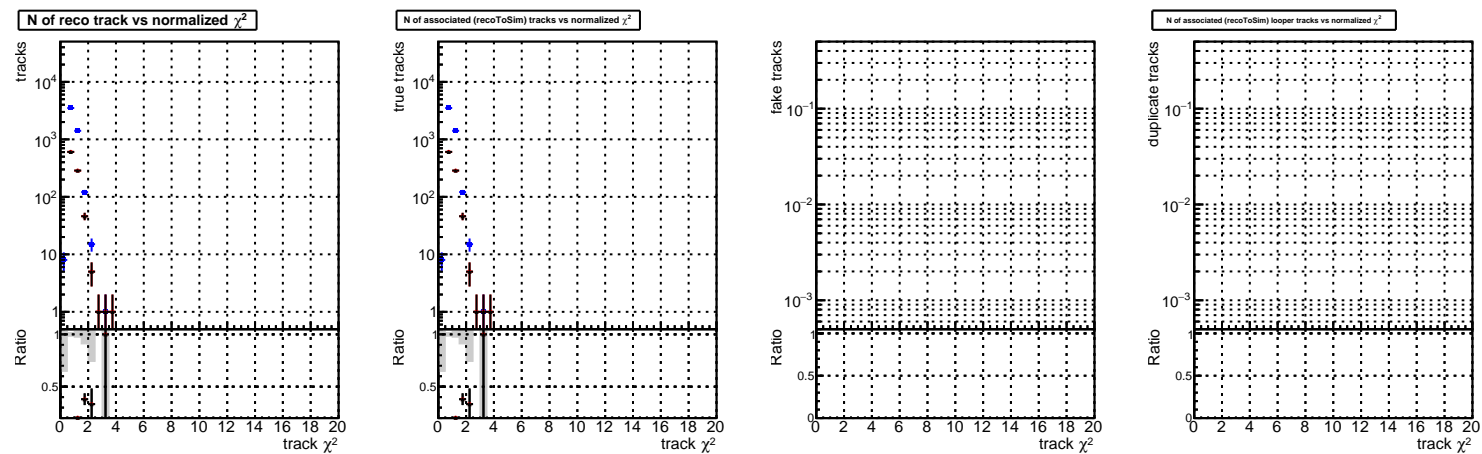 N of reco track vs normalized χ²
tracks
10⁴
10³
10²
10
1
Ratio
1
0.5
0 2 4 6 8 10 12 14 16 18 20
track χ²
N of associated (recoToSim) tracks vs normalized χ²
true tracks
10⁴
10³
10²
10
1
Ratio
1
0.5
0 2 4 6 8 10 12 14 16 18 20
track χ²
fake tracks
10⁻¹
10⁻²
10⁻³
Ratio
1
0.5
0
0 2 4 6 8 10 12 14 16 18 20
track χ²
N of associated (recoToSim) looper tracks vs normalized χ²
duplicate tracks
10⁻¹
10⁻²
10⁻³
Ratio
1
0.5
0
0 2 4 6 8 10 12 14 16 18 20
track χ²